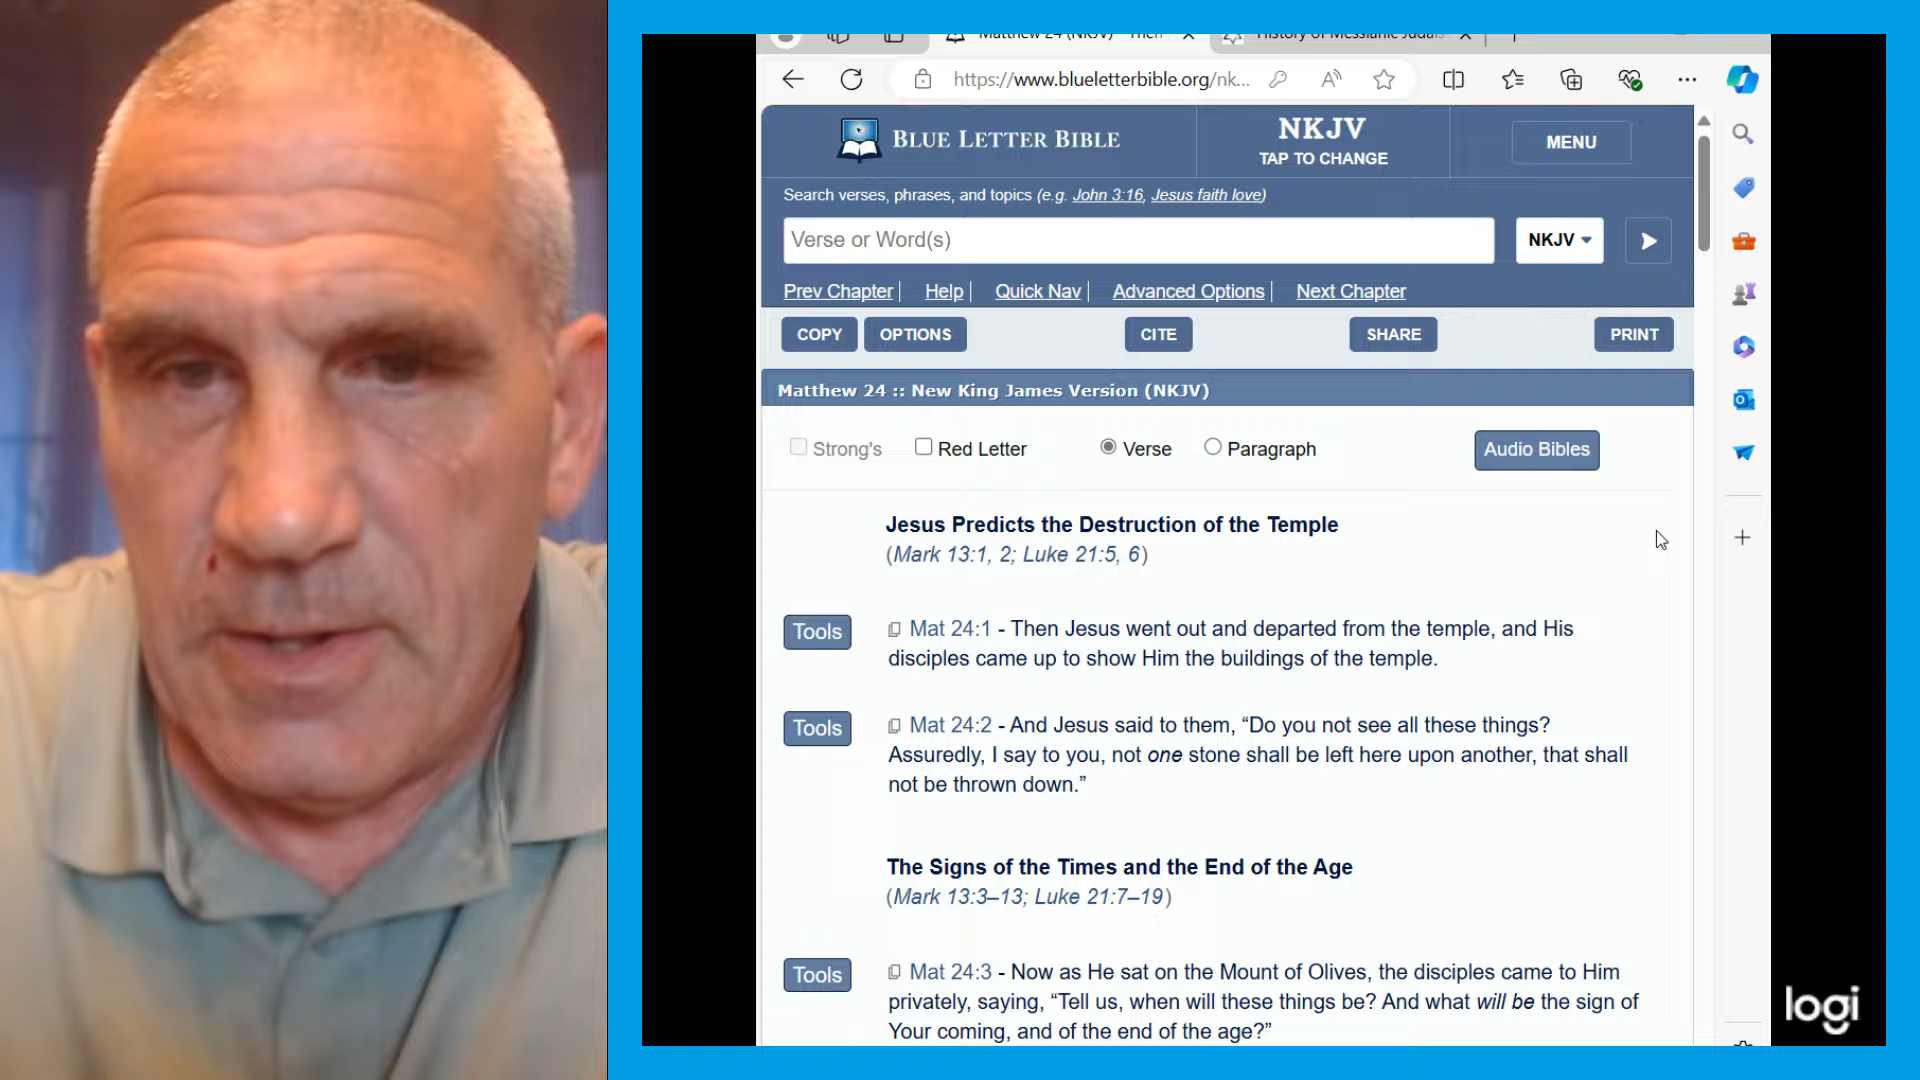 Matthew 24 (NKJV) - Then
History of Messianic Judais
https://www.blueletterbible.org/nk...
BLUE LETTER BIBLE
NKJV
TAP TO CHANGE
MENU
Search verses, phrases, and topics (e.g. John 3:16, Jesus faith love)
Verse or Word(s)
NKJV
Prev Chapter | Help | Quick Nav | Advanced Options | Next Chapter
COPY OPTIONS CITE SHARE PRINT
Matthew 24 :: New King James Version (NKJV)
Strong's Red Letter Verse Paragraph Audio Bibles
Jesus Predicts the Destruction of the Temple
(Mark 13:1, 2; Luke 21:5, 6)
Tools Mat 24:1 - Then Jesus went out and departed from the temple, and His
disciples came up to show Him the buildings of the temple.
Tools Mat 24:2 - And Jesus said to them, “Do you not see all these things?
Assuredly, I say to you, not one stone shall be left here upon another, that shall
not be thrown down.”
The Signs of the Times and the End of the Age
(Mark 13:3–13; Luke 21:7–19)
Tools Mat 24:3 - Now as He sat on the Mount of Olives, the disciples came to Him
privately, saying, “Tell us, when will these things be? And what will be the sign of
Your coming, and of the end of the age?”
logi